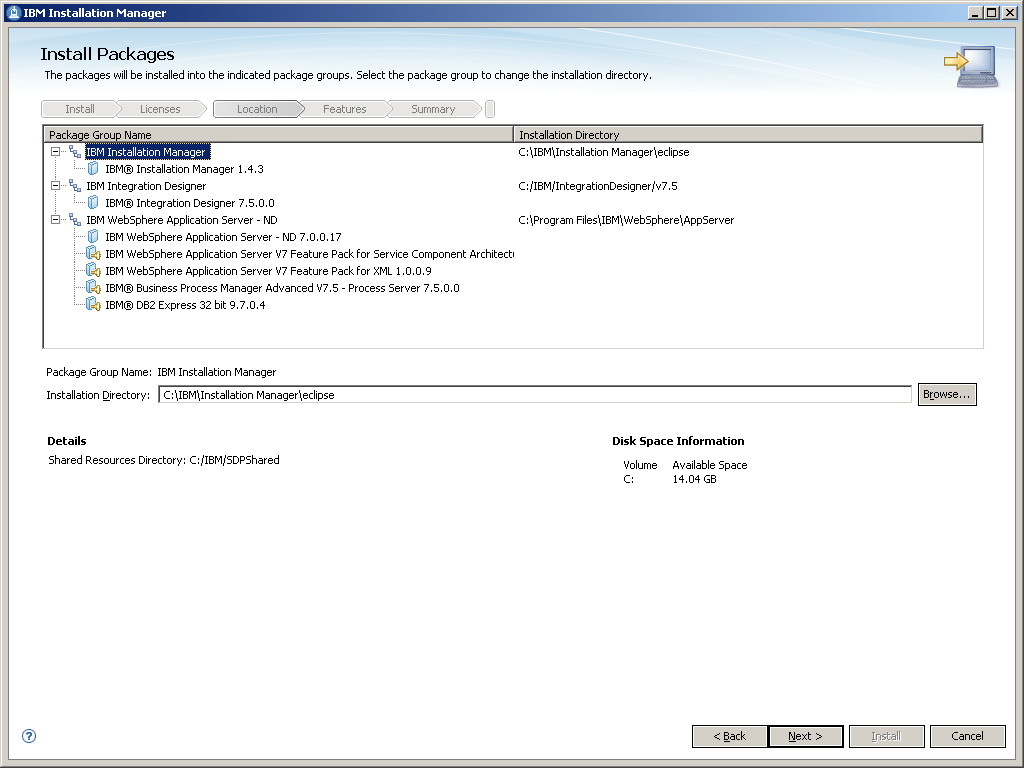 IBM Installation Manager
Install Packages
The packages will be installed into the indicated package groups. Select the package group to change the installation directory.
Install Licenses Location Features Summary
Package Group Name Installation Directory
IBM Installation Manager C:\IBM\Installation Manager\eclipse
IBM® Installation Manager 1.4.3
IBM Integration Designer C:/IBM/IntegrationDesigner/v7.5
IBM® Integration Designer 7.5.0.0
IBM WebSphere Application Server - ND C:\Program Files\IBM\WebSphere\AppServer
IBM WebSphere Application Server - ND 7.0.0.17
IBM WebSphere Application Server V7 Feature Pack for Service Component Architectu
IBM WebSphere Application Server V7 Feature Pack for XML 1.0.0.9
IBM® Business Process Manager Advanced V7.5 - Process Server 7.5.0.0
IBM® DB2 Express 32 bit 9.7.0.4
Package Group Name: IBM Installation Manager
Installation Directory: C:\IBM\Installation Manager\eclipse Browse...
Details Disk Space Information
Shared Resources Directory: C:/IBM/SDPShared
Volume Available Space
C: 14.04 GB
? < Back Next > Install Cancel